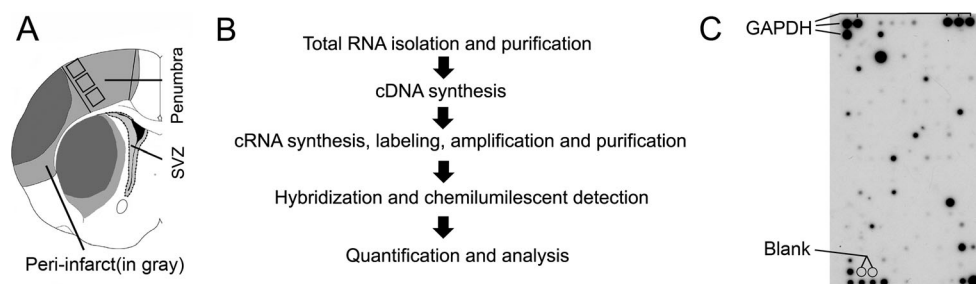 A
Penumbra
SVZ
Peri-infarct(in gray)
B
Total RNA isolation and purification
cDNA synthesis
cRNA synthesis, labeling, amplification and purification
Hybridization and chemilumilescent detection
Quantification and analysis
C
GAPDH
Blank